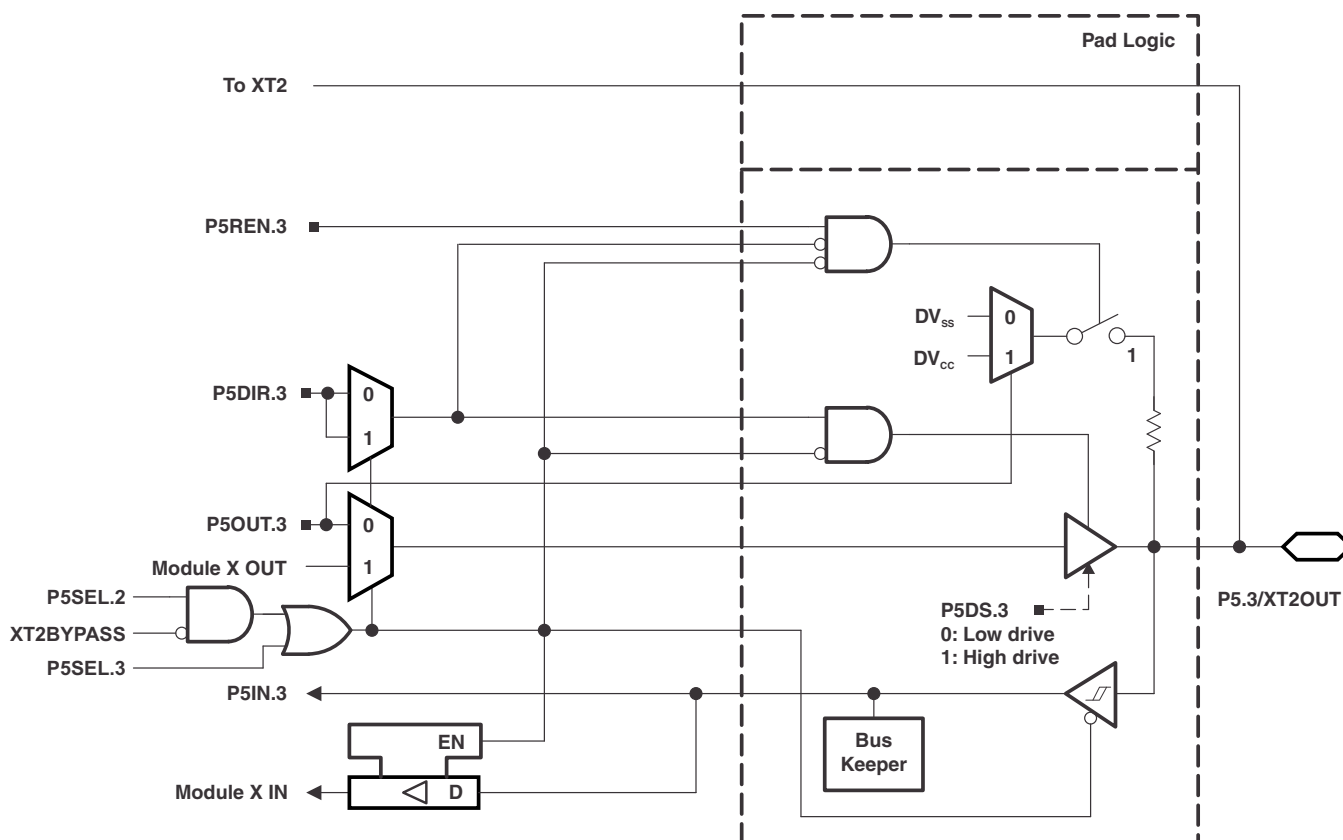 Pad Logic
To XT2
P5REN.3
DVSS
0
DVCC
1
1
P5DIR.3
0
1
P5OUT.3
0
Module X OUT
1
P5SEL.2
XT2BYPASS
P5SEL.3
P5DS.3
0: Low drive
1: High drive
P5.3/XT2OUT
P5IN.3
Bus
Keeper
EN
D
Module X IN